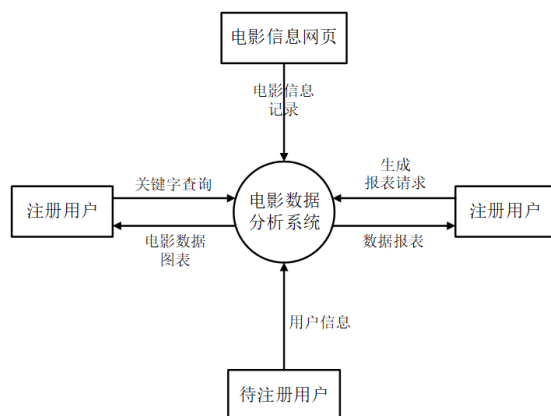 电影信息网页
电影信息
记录
生成
报表请求
关键字查询
注册用户
电影数据
分析系统
注册用户
电影数据
图表
数据报表
用户信息
待注册用户